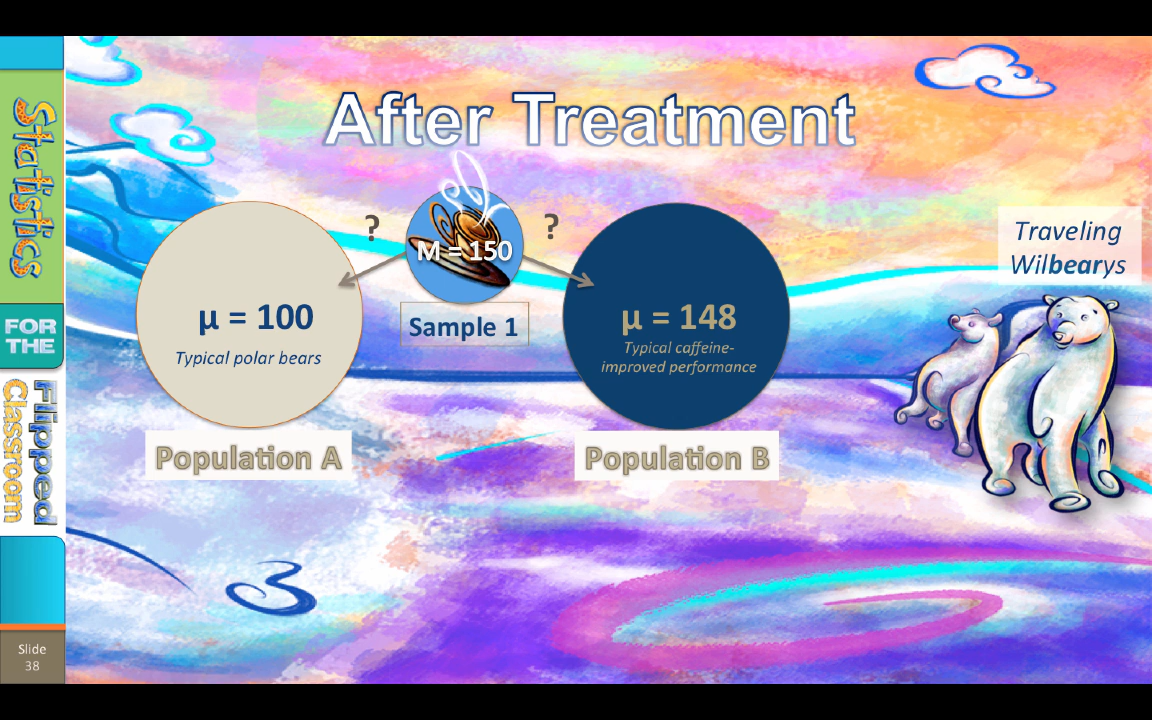 Statistics
FOR
THE
Flipped
Classroom
Slide
38
After Treatment
?
?
M = 150
Sample 1
μ = 100
Typical polar bears
Population A
μ = 148
Typical caffeine-
improved performance
Population B
Traveling
Wilbearys